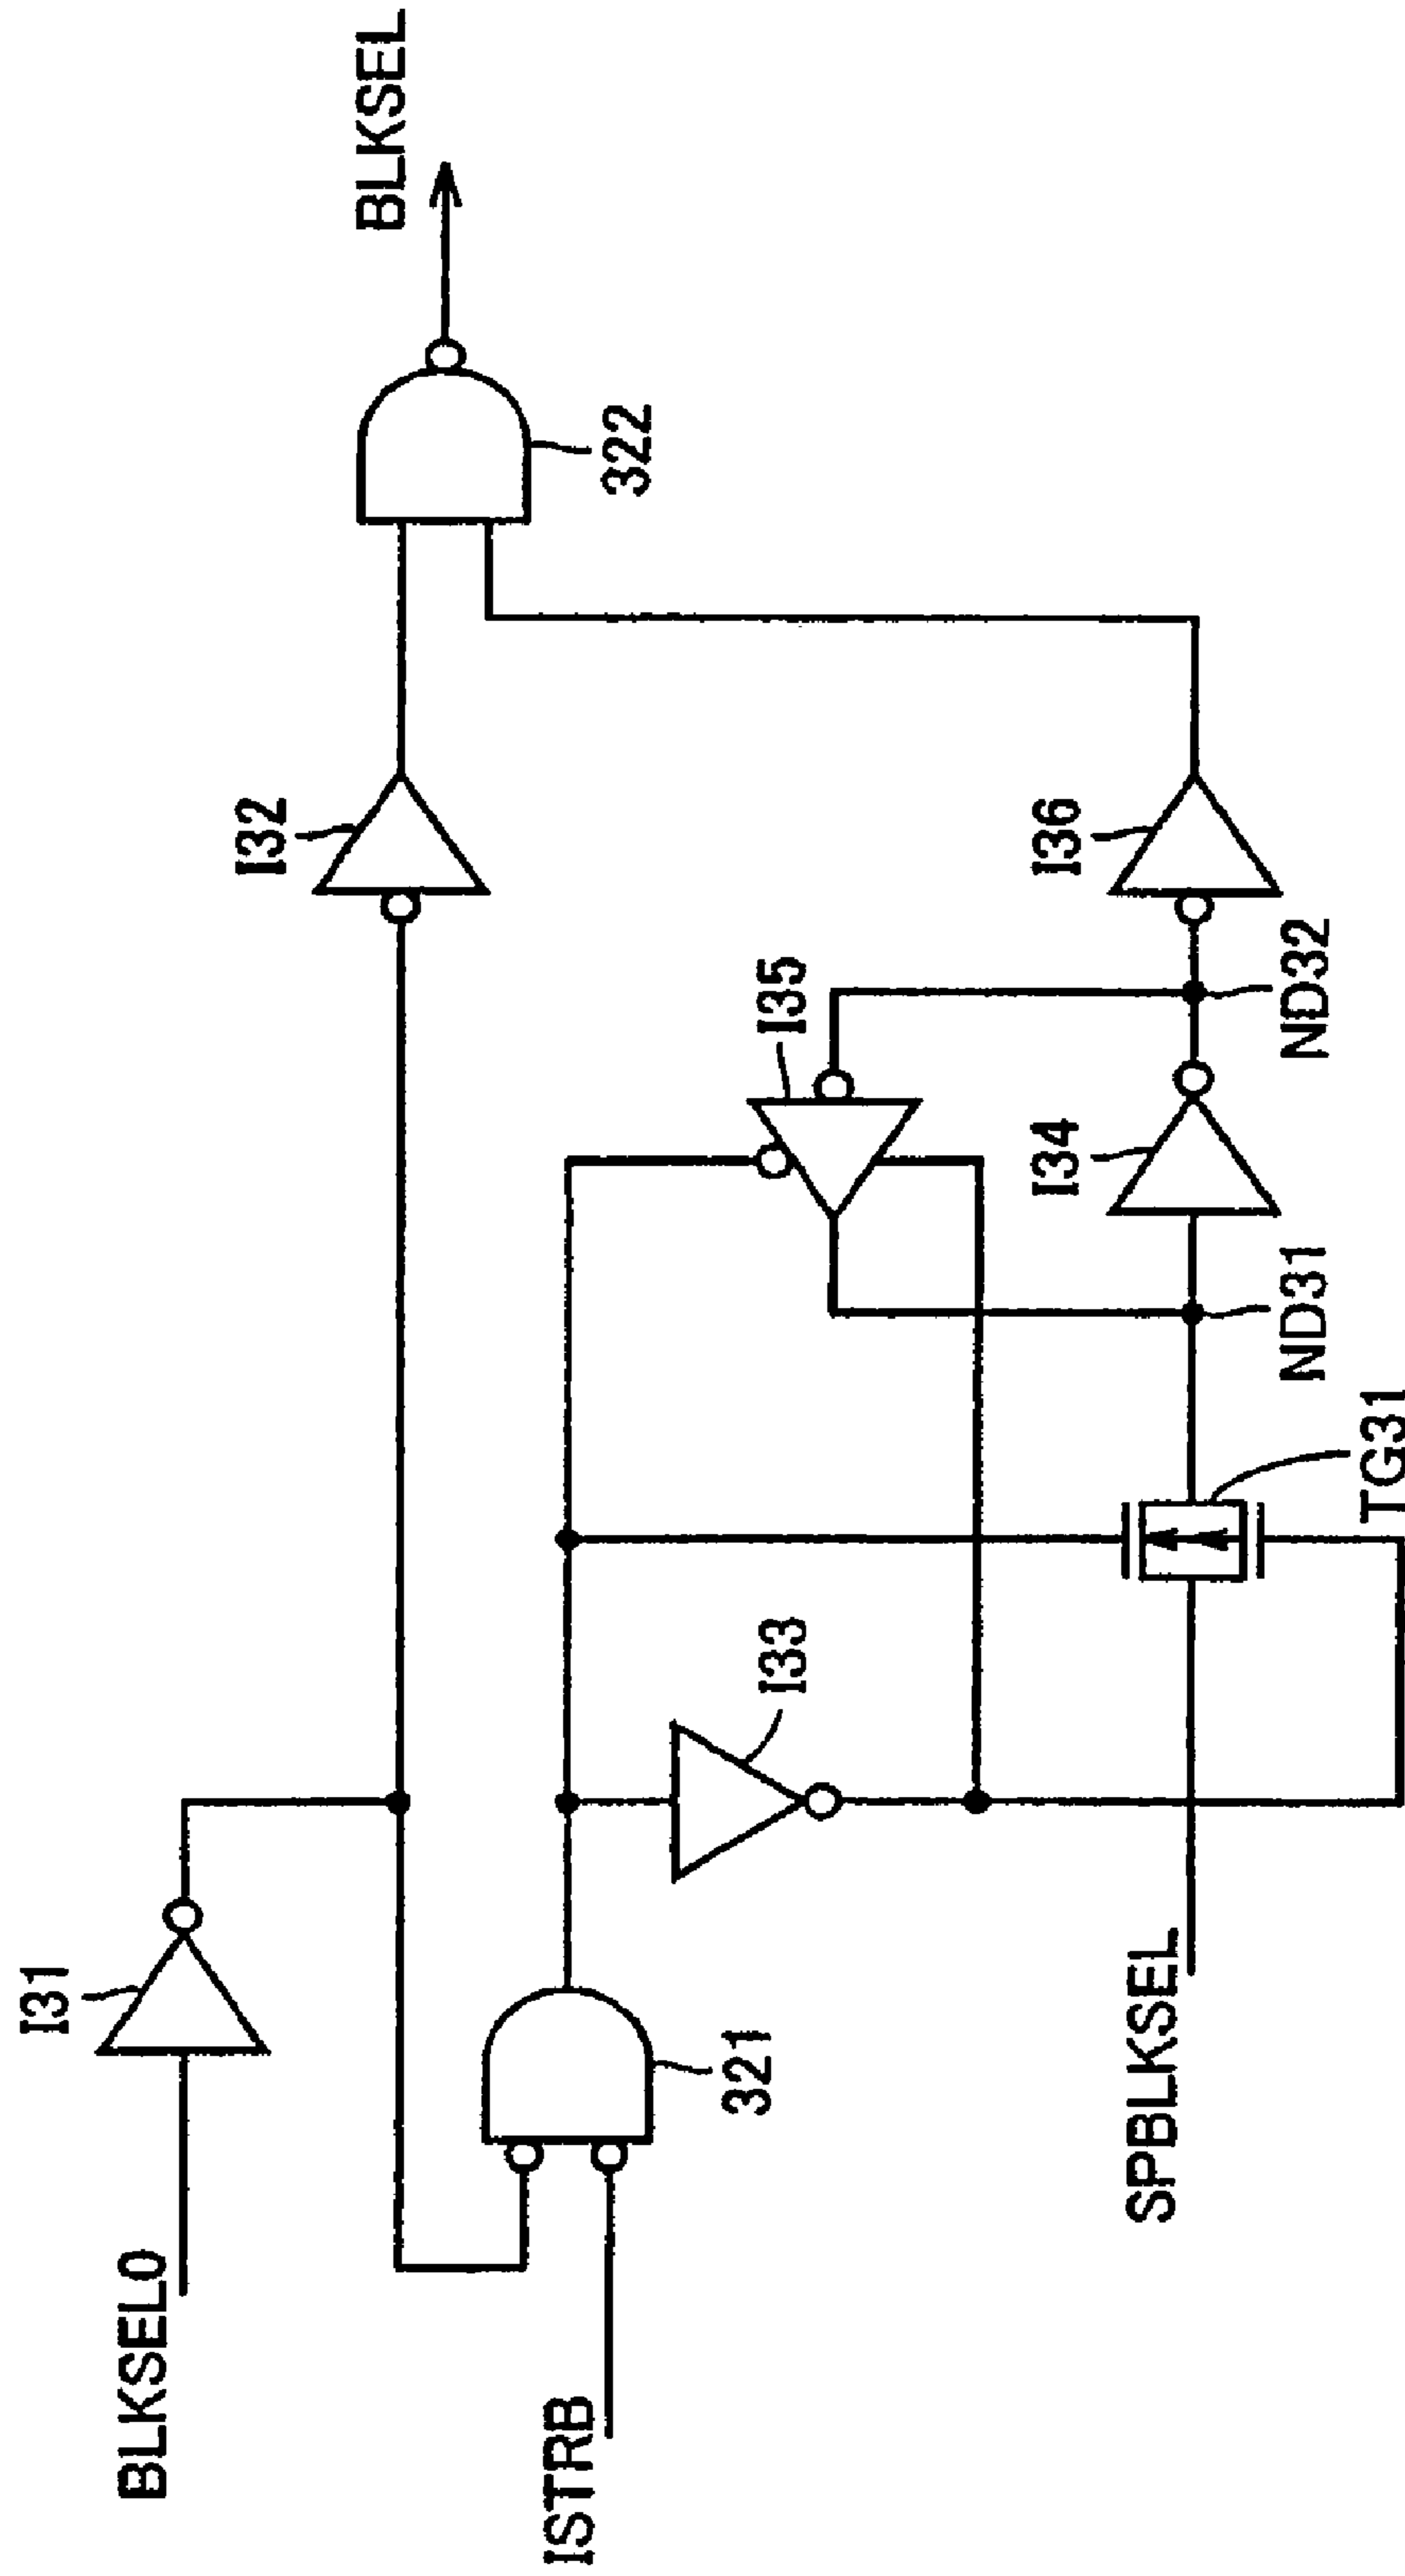 BLKSEL0
I31
ISTRB
321
I33
SPBLKSEL
TG31
ND31
I34
I35
ND32
I36
I32
322
BLKSEL